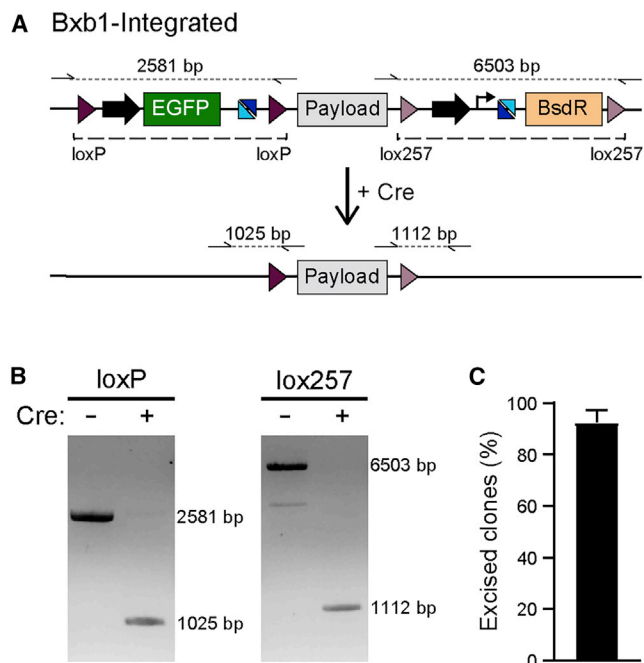 A Bxb1-Integrated
2581 bp 6503 bp
EGFP Payload BsdR
loxP loxP lox257 lox257
+ Cre
1025 bp 1112 bp
Payload
B loxP lox257
Cre: − + − +
6503 bp
2581 bp
1112 bp
1025 bp
C
Excised clones (%)
100
80
60
40
20
0